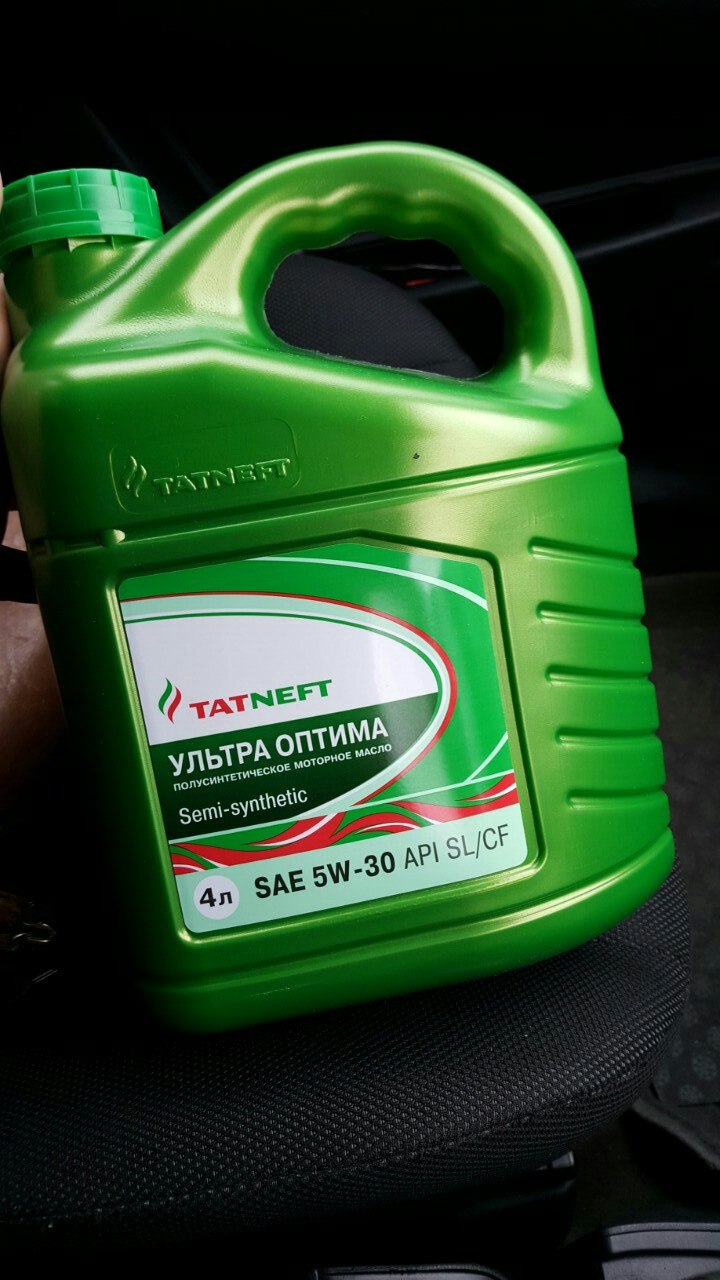 TATNEFT
TATNEFT
УЛЬТРА ОПТИМА
ПОЛУСИНТЕТИЧЕСКОЕ МОТОРНОЕ МАСЛО
Semi-synthetic
4л SAE 5W-30 API SL/CF